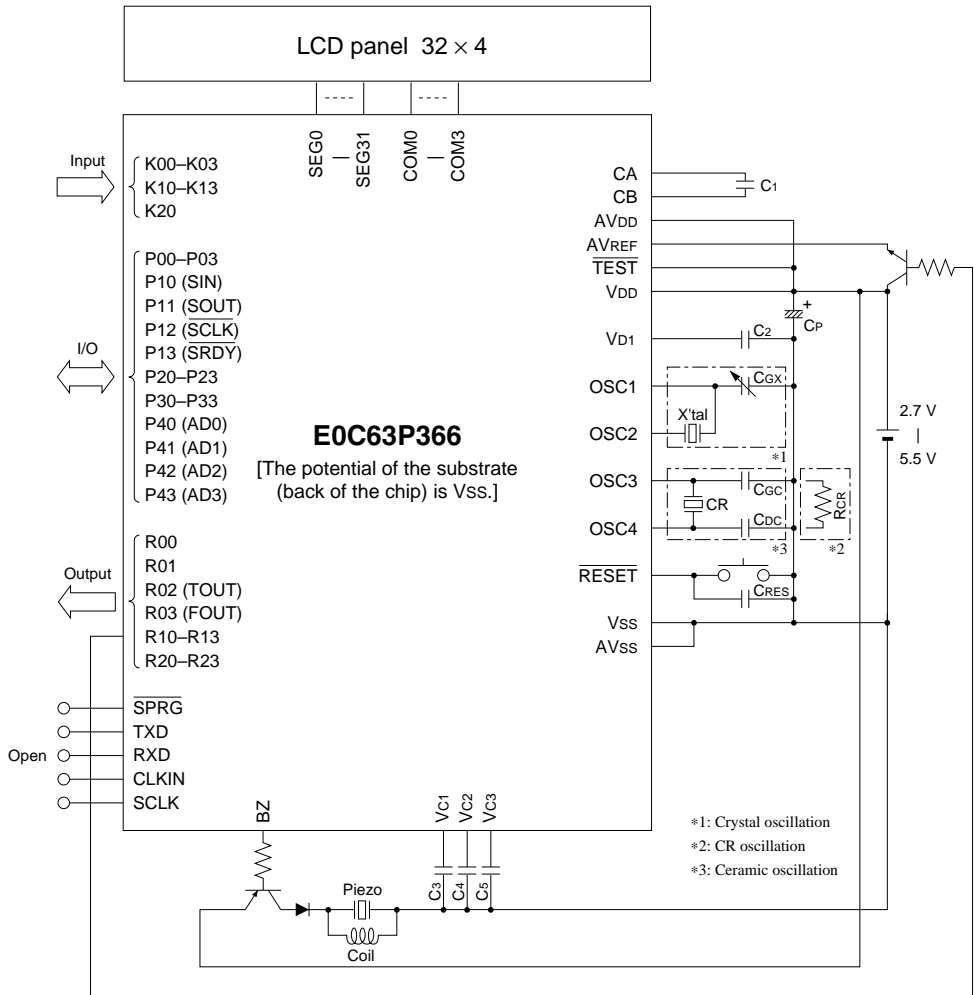 LCD panel 32 × 4
SEG0
SEG31
COM0
COM3
Input
K00–K03
K10–K13
K20
I/O
P00–P03
P10 (SIN)
P11 (SOUT)
P12 (SCLK)
P13 (SRDY)
P20–P23
P30–P33
P40 (AD0)
P41 (AD1)
P42 (AD2)
P43 (AD3)
Output
R00
R01
R02 (TOUT)
R03 (FOUT)
R10–R13
R20–R23
Open
SPRG
TXD
RXD
CLKIN
SCLK
E0C63P366
[The potential of the substrate
(back of the chip) is VSS.]
CA
CB
AVDD
AVREF
TEST
VDD
VD1
OSC1
OSC2
OSC3
OSC4
RESET
VSS
AVSS
C1
+
CP
C2
CGX
X'tal
*1
CGC
CR
CDC
*3
RCR
*2
CRES
2.7 V
|
5.5 V
BZ
VC1
VC2
VC3
C3
C4
C5
Piezo
Coil
*1: Crystal oscillation
*2: CR oscillation
*3: Ceramic oscillation